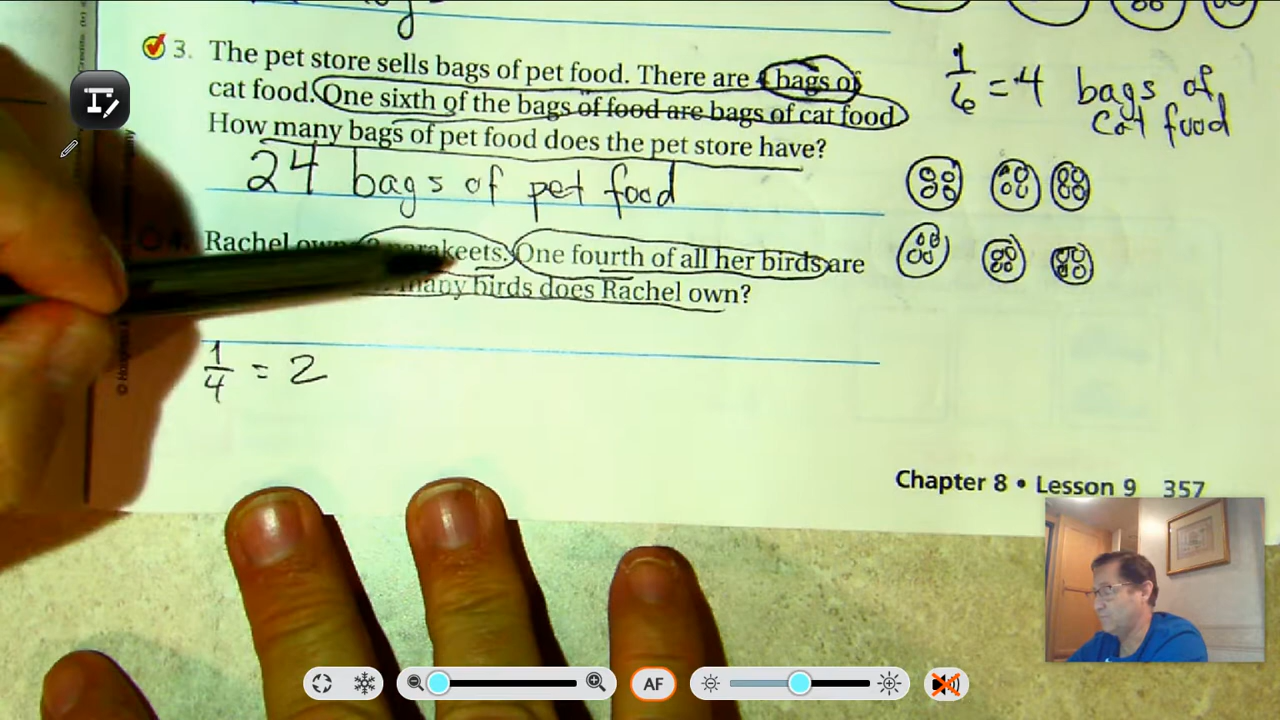 3. The pet store sells bags of pet food. There are 4 bags of
cat food. One sixth of the bags of food are bags of cat food.
How many bags of pet food does the pet store have?
24 bags of pet food
1/6 = 4 bags of
cat food
Rachel parakeets. One fourth of all her birds are
many birds does Rachel own?
1/4 = 2
Chapter 8 • Lesson 9 357
AF